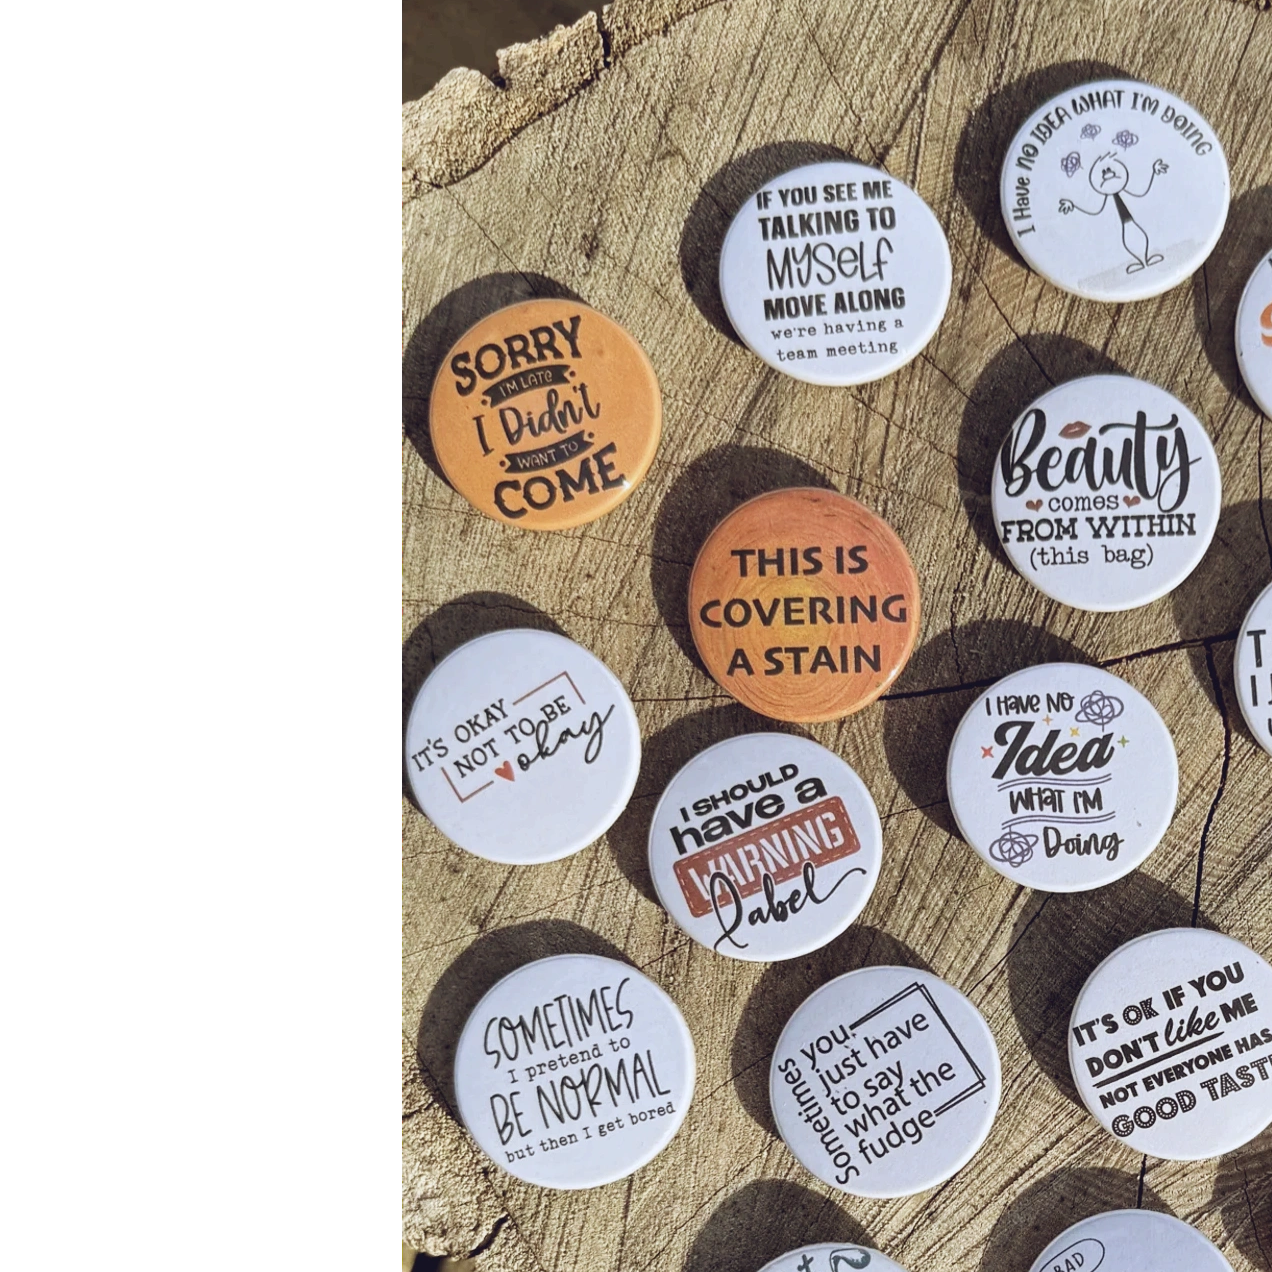 I Have NO IDEA WHAT I'M DOING
IF YOU SEE ME
TALKING TO
MYSELF
MOVE ALONG
we're having a
team meeting
SORRY
I'M LATE
I Didn't
WANT TO
COME
Beauty
comes
FROM WITHIN
(this bag)
THIS IS
COVERING
A STAIN
IT'S OKAY
NOT TO BE
okay
I HAVE NO
Idea
WHAT I'M
Doing
I SHOULD
have a
WARNING
Label
SOMETIMES
I pretend to
BE NORMAL
but then I get bored
Sometimes
you
just have
to say
what the
fudge
IT'S OK IF YOU
DON'T like ME
NOT EVERYONE HAS
GOOD TASTE
BAD